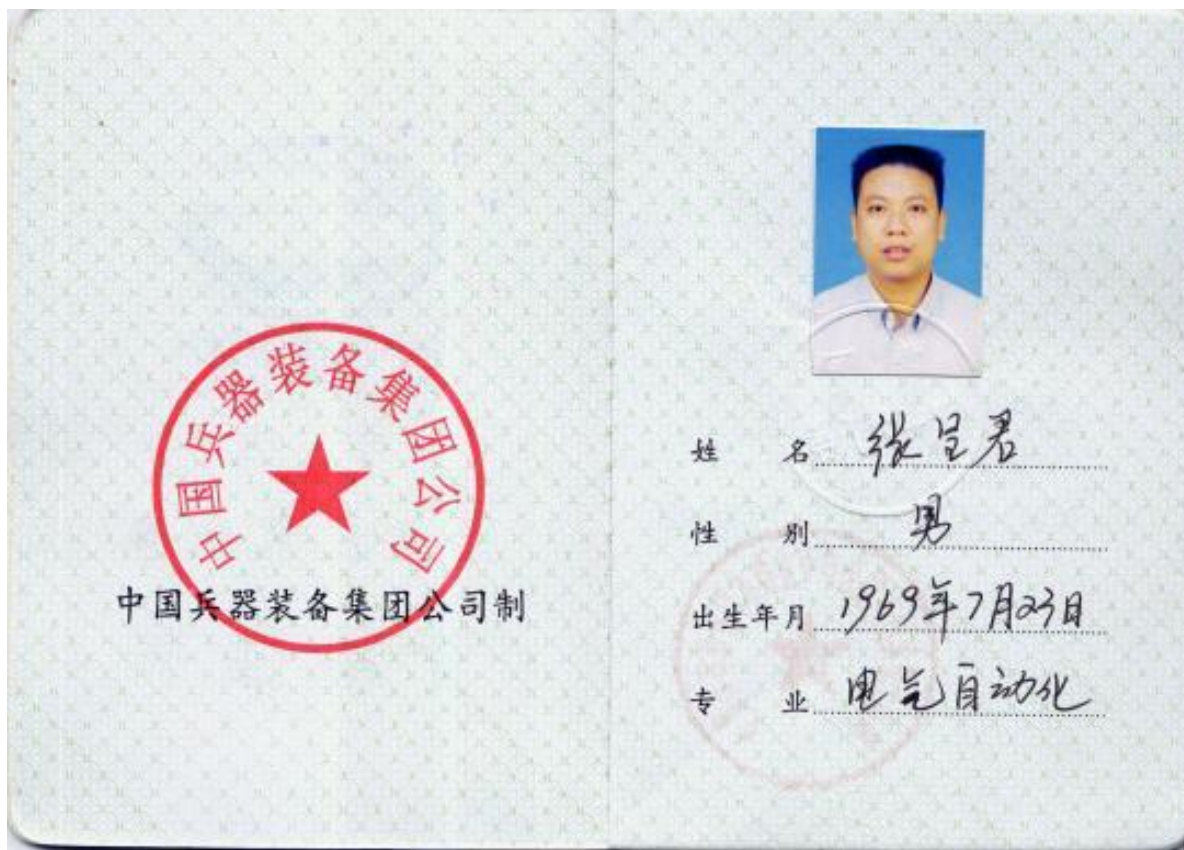 中国兵器装备集团公司
中国兵器装备集团公司制
姓 名 张呈君
性 别 男
出生年月 1969年7月23日
专 业 电气自动化